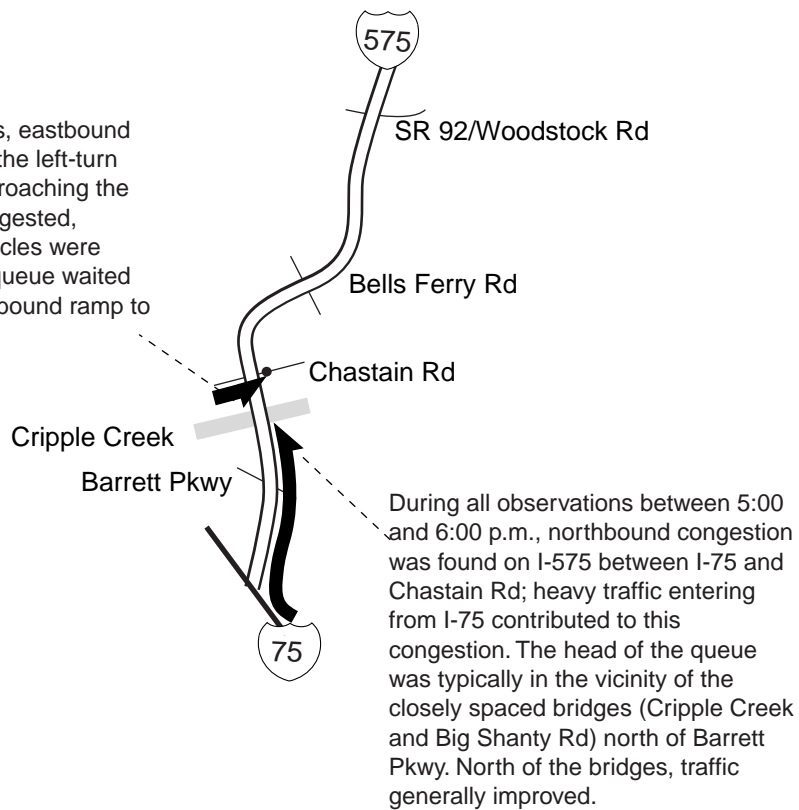 575
SR 92/Woodstock Rd
s, eastbound
the left-turn
roaching the
gested,
cles were
queue waited
bound ramp to
Bells Ferry Rd
Chastain Rd
Cripple Creek
Barrett Pkwy
75
During all observations between 5:00
and 6:00 p.m., northbound congestion
was found on I-575 between I-75 and
Chastain Rd; heavy traffic entering
from I-75 contributed to this
congestion. The head of the queue
was typically in the vicinity of the
closely spaced bridges (Cripple Creek
and Big Shanty Rd) north of Barrett
Pkwy. North of the bridges, traffic
generally improved.